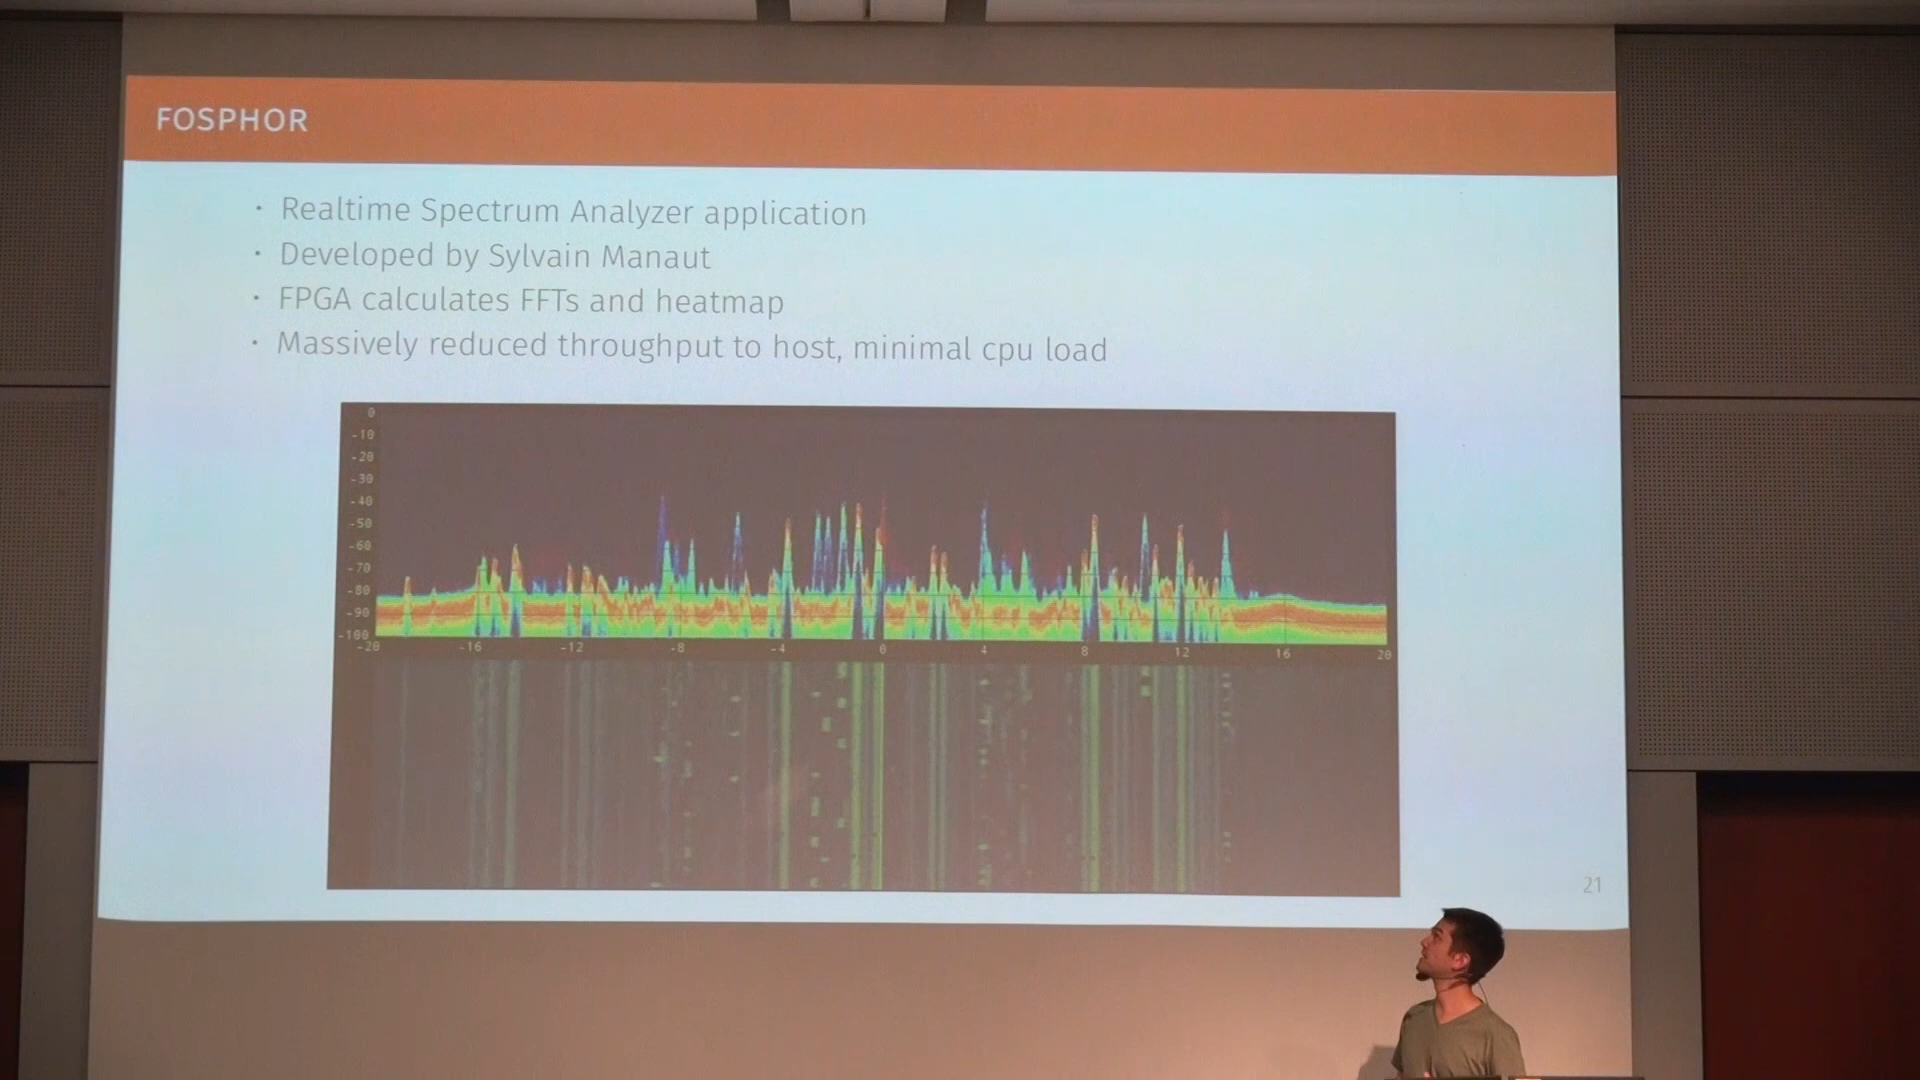 FOSPHOR
· Realtime Spectrum Analyzer application
· Developed by Sylvain Manaut
· FPGA calculates FFTs and heatmap
· Massively reduced throughput to host, minimal cpu load
0
-10
-20
-30
-40
-50
-60
-70
-80
-90
-100
-20 -16 -12 -8 -4 0 4 8 12 16 20
21